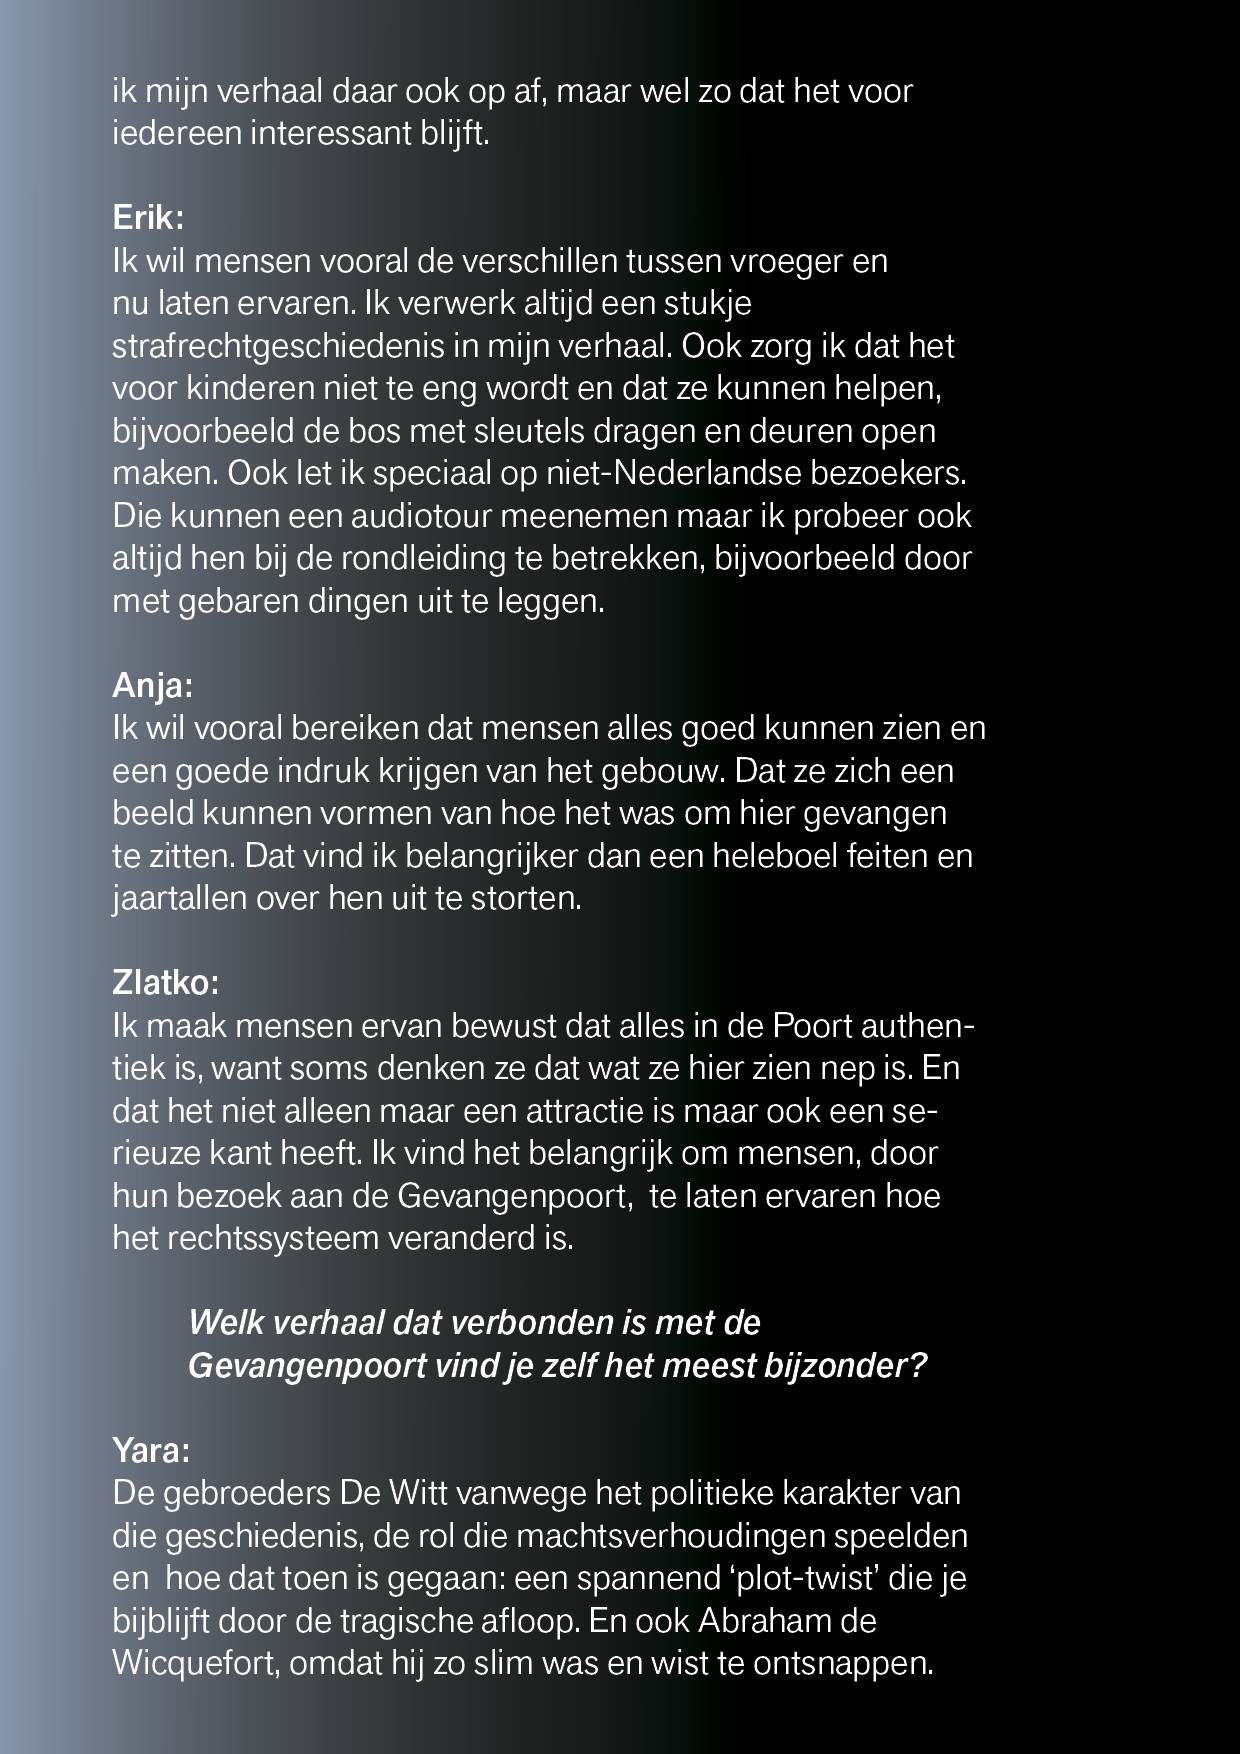 ik mijn verhaal daar ook op af, maar wel zo dat het voor
iedereen interessant blijft.
Erik:
Ik wil mensen vooral de verschillen tussen vroeger en
nu laten ervaren. Ik verwerk altijd een stukje
strafrechtgeschiedenis in mijn verhaal. Ook zorg ik dat het
voor kinderen niet te eng wordt en dat ze kunnen helpen,
bijvoorbeeld de bos met sleutels dragen en deuren open
maken. Ook let ik speciaal op niet-Nederlandse bezoekers.
Die kunnen een audiotour meenemen maar ik probeer ook
altijd hen bij de rondleiding te betrekken, bijvoorbeeld door
met gebaren dingen uit te leggen.
Anja:
Ik wil vooral bereiken dat mensen alles goed kunnen zien en
een goede indruk krijgen van het gebouw. Dat ze zich een
beeld kunnen vormen van hoe het was om hier gevangen
te zitten. Dat vind ik belangrijker dan een heleboel feiten en
jaartallen over hen uit te storten.
Zlatko:
Ik maak mensen ervan bewust dat alles in de Poort authen-
tiek is, want soms denken ze dat wat ze hier zien nep is. En
dat het niet alleen maar een attractie is maar ook een se-
rieuze kant heeft. Ik vind het belangrijk om mensen, door
hun bezoek aan de Gevangenpoort,  te laten ervaren hoe
het rechtssysteem veranderd is.
Welk verhaal dat verbonden is met de
Gevangenpoort vind je zelf het meest bijzonder?
Yara:
De gebroeders De Witt vanwege het politieke karakter van
die geschiedenis, de rol die machtsverhoudingen speelden
en  hoe dat toen is gegaan: een spannend ‘plot-twist’ die je
bijblijft door de tragische afloop. En ook Abraham de
Wicquefort, omdat hij zo slim was en wist te ontsnappen.